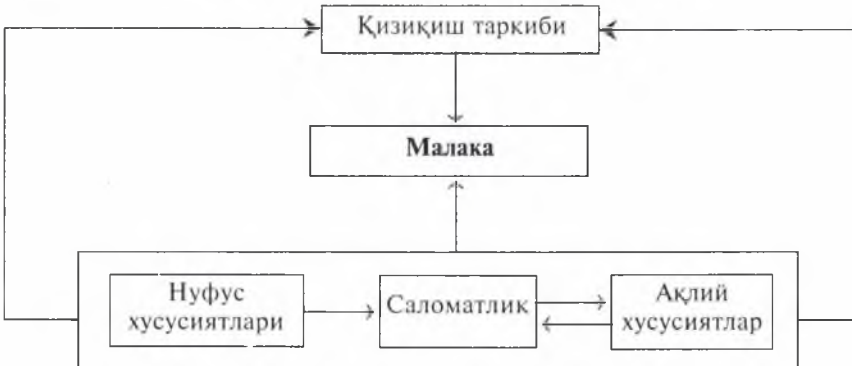 Қизиқиш таркиби
Малака
Нуфус
хусусиятлари
Саломатлик
Ақлий
хусусиятлар